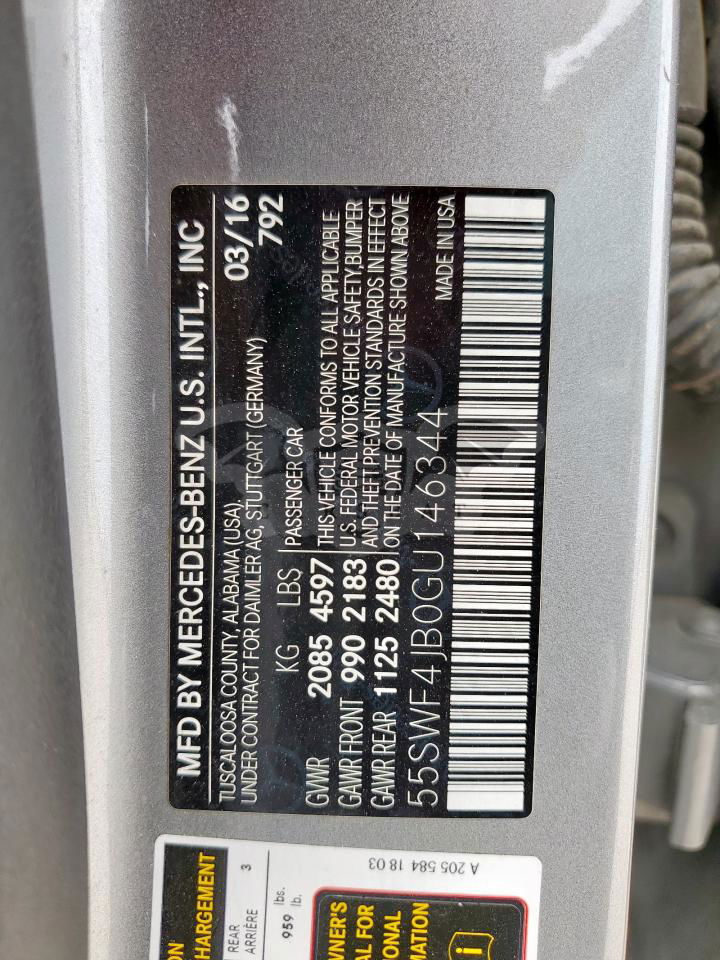 MFD BY MERCEDES-BENZ U.S. INTL., INC
TUSCALOOSA COUNTY, ALABAMA (USA), 03/16
UNDER CONTRACT FOR DAIMLER AG, STUTTGART (GERMANY) 792
KG LBS PASSENGER CAR
GVWR 2085 4597 THIS VEHICLE CONFORMS TO ALL APPLICABLE
GAWR FRONT 990 2183 U.S. FEDERAL MOTOR VEHICLE SAFETY,BUMPER
GAWR REAR 1125 2480 AND THEFT PREVENTION STANDARDS IN EFFECT
ON THE DATE OF MANUFACTURE SHOWN ABOVE
55SWF4JB0GU146344 MADE IN USA
HARGEMENT
REAR
ARRIÈRE 3
959 lbs.
lb.
A 205 584 18 03